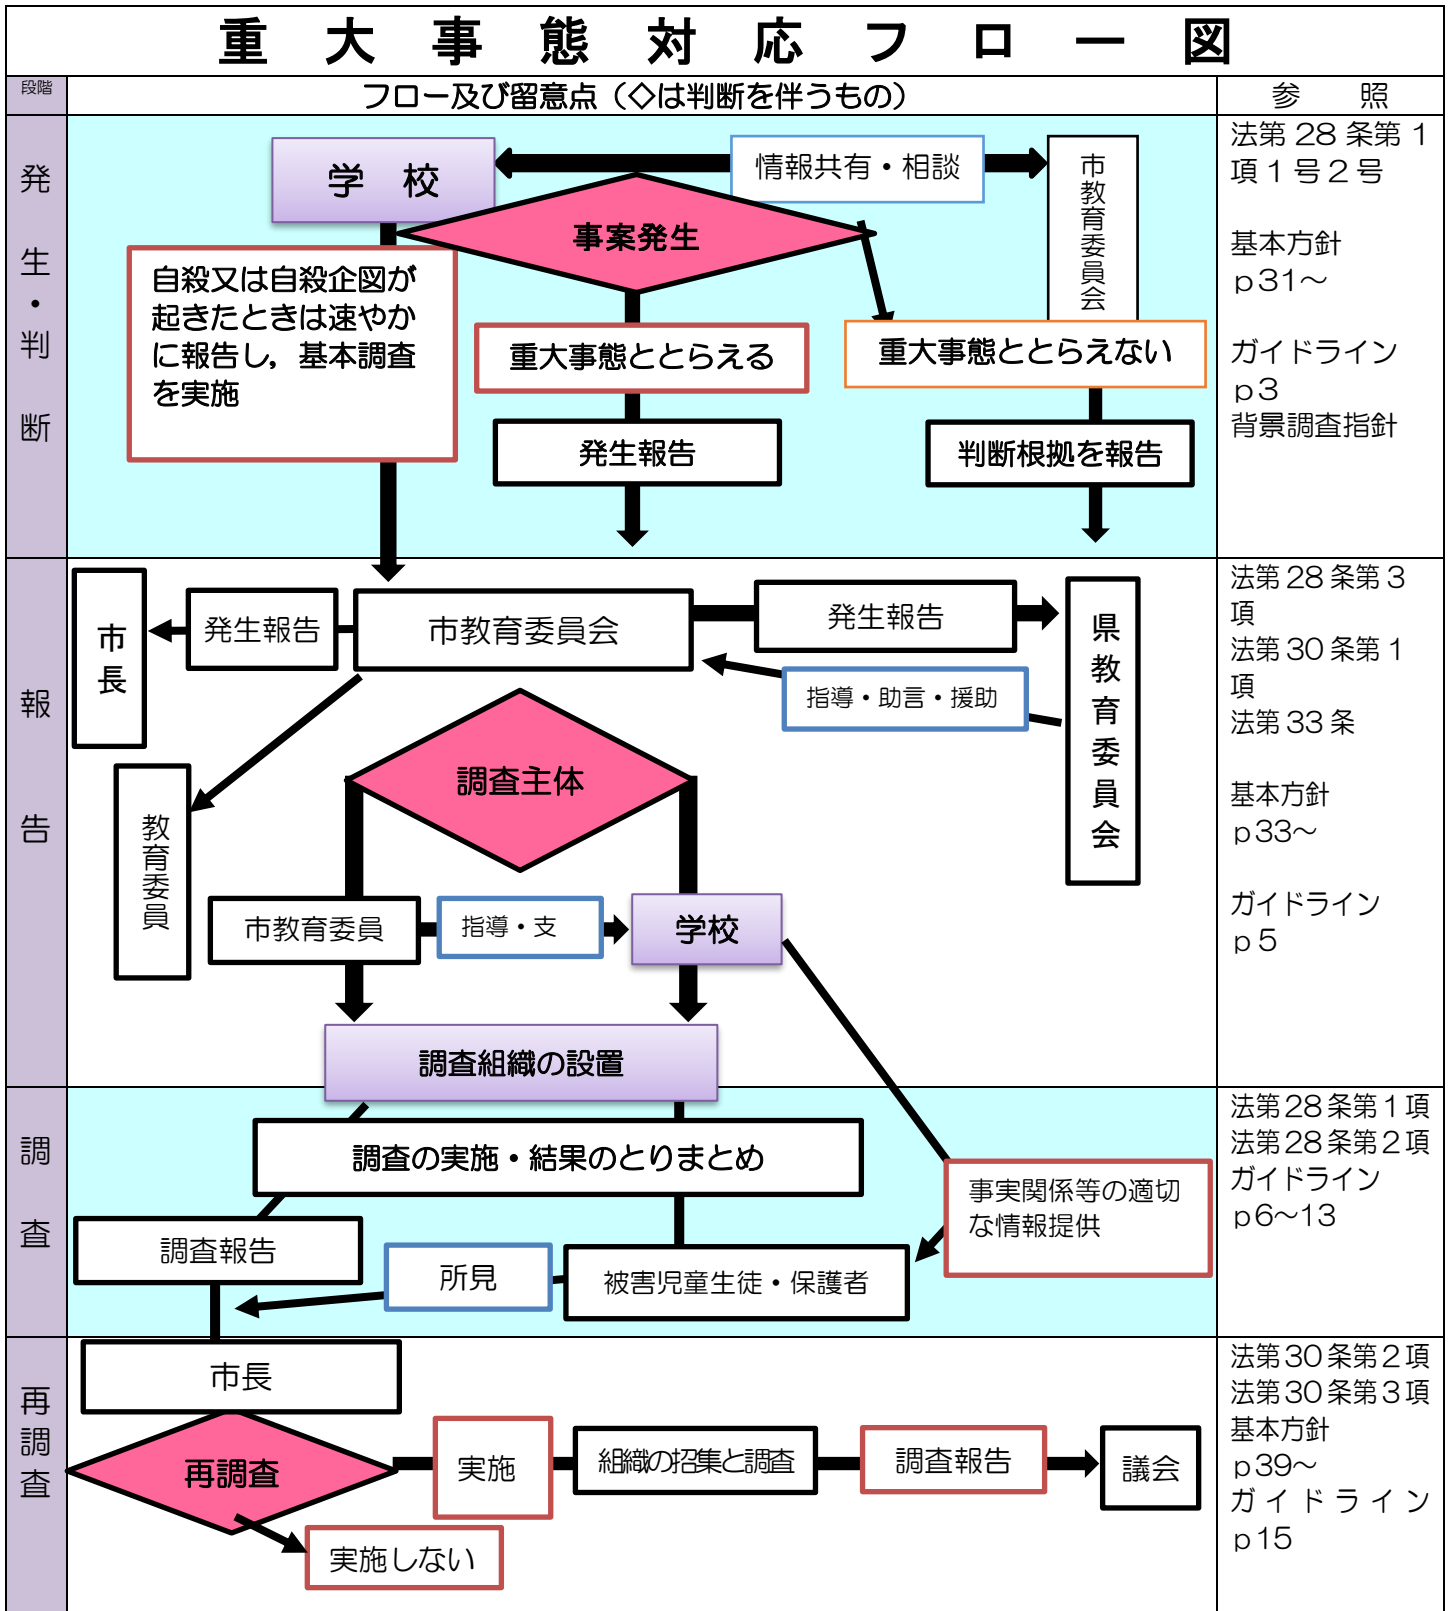 重大事態対応フロー図
段階
フロー及び留意点（◇は判断を伴うもの）
参　照
発生・判断
学　校
情報共有・相談
市教育委員会
事案発生
自殺又は自殺企図が
起きたときは速やか
に報告し，基本調査
を実施
重大事態ととらえる
重大事態ととらえない
発生報告
判断根拠を報告
法第 28 条第 1
項 1 号 2 号
基本方針
ｐ31～
ガイドライン
ｐ3
背景調査指針
報告
市長
発生報告
市教育委員会
発生報告
県教育委員会
指導・助言・援助
教育委員
調査主体
市教育委員
指導・支
学校
調査組織の設置
法第 28 条第 3
項
法第 30 条第 1
項
法第 33 条
基本方針
ｐ33～
ガイドライン
ｐ5
調査
調査の実施・結果のとりまとめ
事実関係等の適切
な情報提供
調査報告
所見
被害児童生徒・保護者
法第28条第1項
法第28条第2項
ガイドライン
ｐ6～13
再調査
市長
再調査
実施
組織の招集と調査
調査報告
議会
実施しない
法第30条第2項
法第30条第3項
基本方針
ｐ39～
ガイドライン
ｐ15